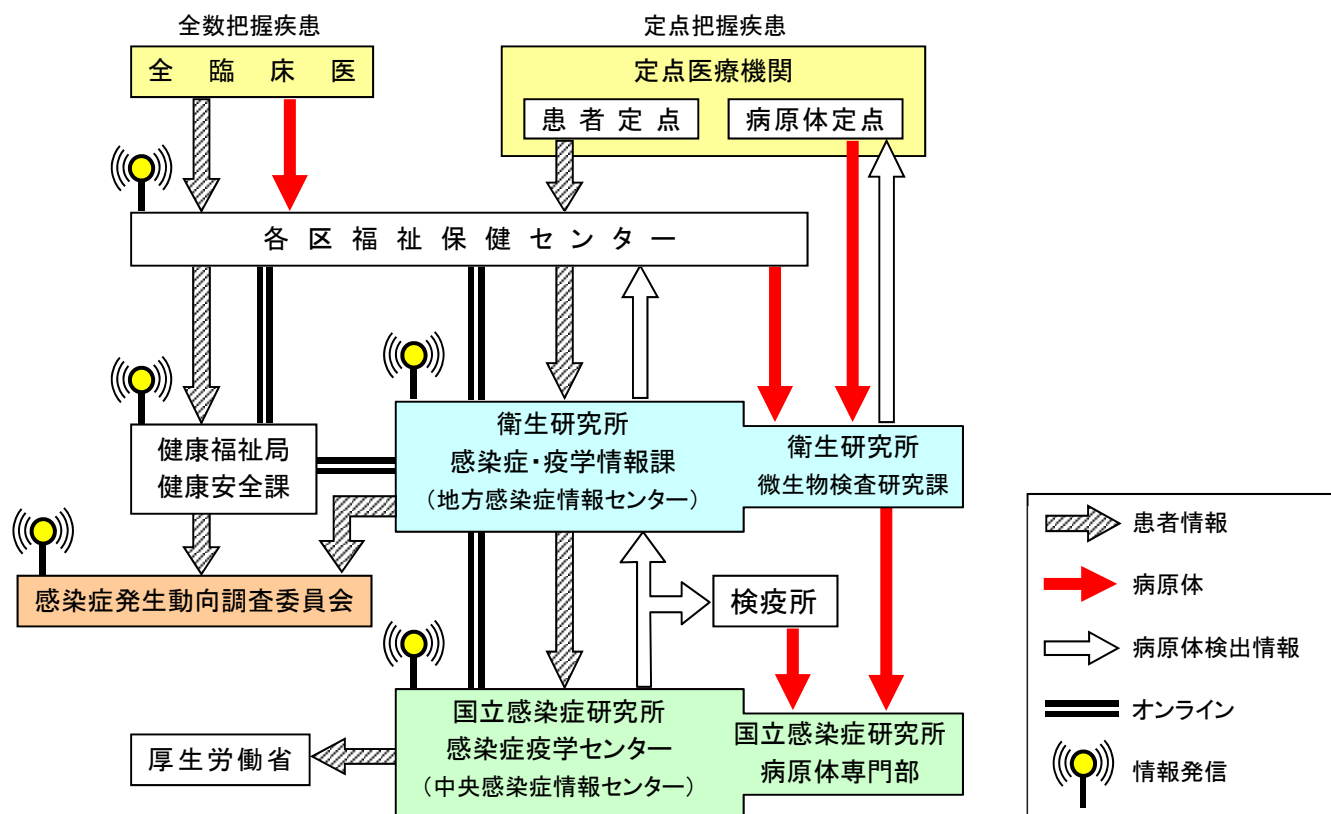 全数把握疾患
定点把握疾患
全臨床医
定点医療機関
患者定点
病原体定点
各区福祉保健センター
健康福祉局
健康安全課
衛生研究所
感染症・疫学情報課
（地方感染症情報センター）
衛生研究所
微生物検査研究課
感染症発生動向調査委員会
検疫所
国立感染症研究所
感染症疫学センター
（中央感染症情報センター）
国立感染症研究所
病原体専門部
厚生労働省
患者情報
病原体
病原体検出情報
オンライン
情報発信